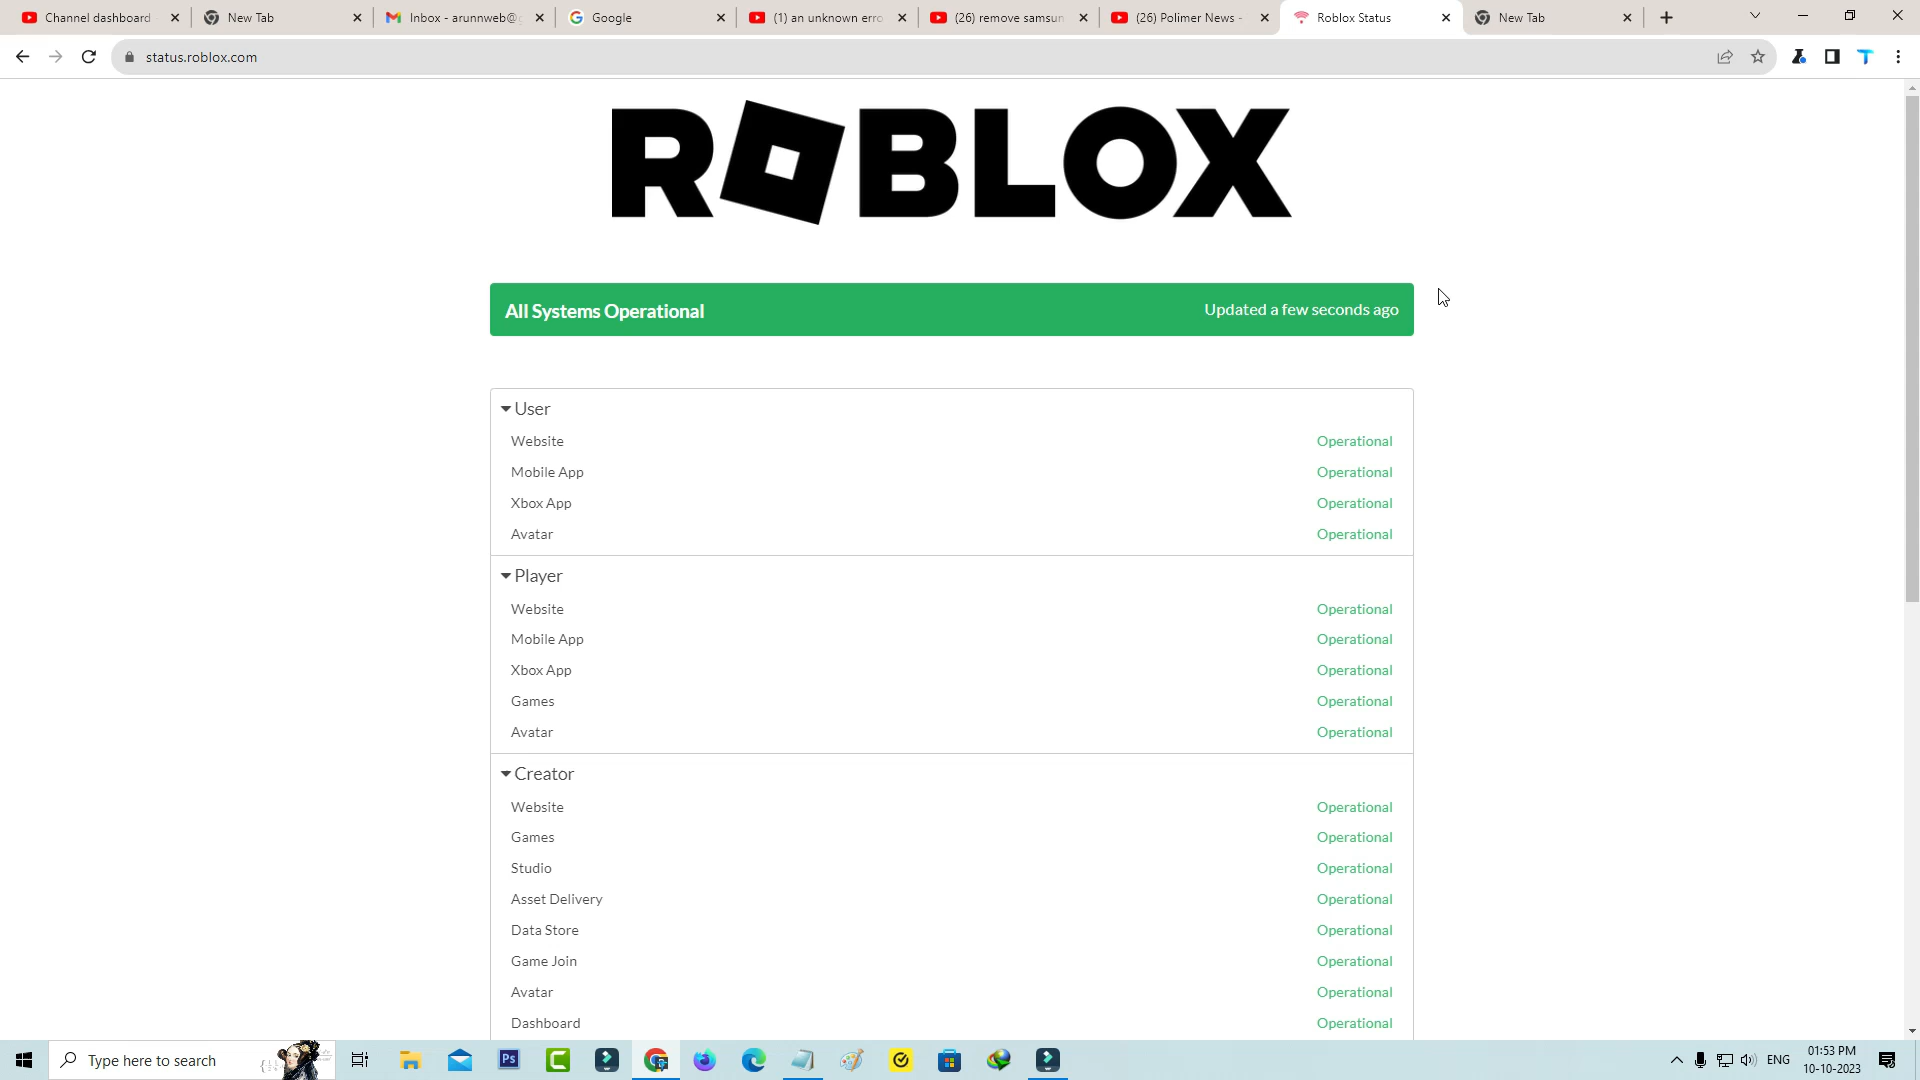 Channel dashboard
New Tab
Inbox - arunnweb@
Google
(1) an unknown erro
(26) remove samsun
(26) Polimer News -
Roblox Status
New Tab
status.roblox.com
ROBLOX
All Systems Operational
Updated a few seconds ago
User
Website Operational
Mobile App Operational
Xbox App Operational
Avatar Operational
Player
Website Operational
Mobile App Operational
Xbox App Operational
Games Operational
Avatar Operational
Creator
Website Operational
Games Operational
Studio Operational
Asset Delivery Operational
Data Store Operational
Game Join Operational
Avatar Operational
Dashboard Operational
Type here to search
Ps
ENG
01:53 PM
10-10-2023